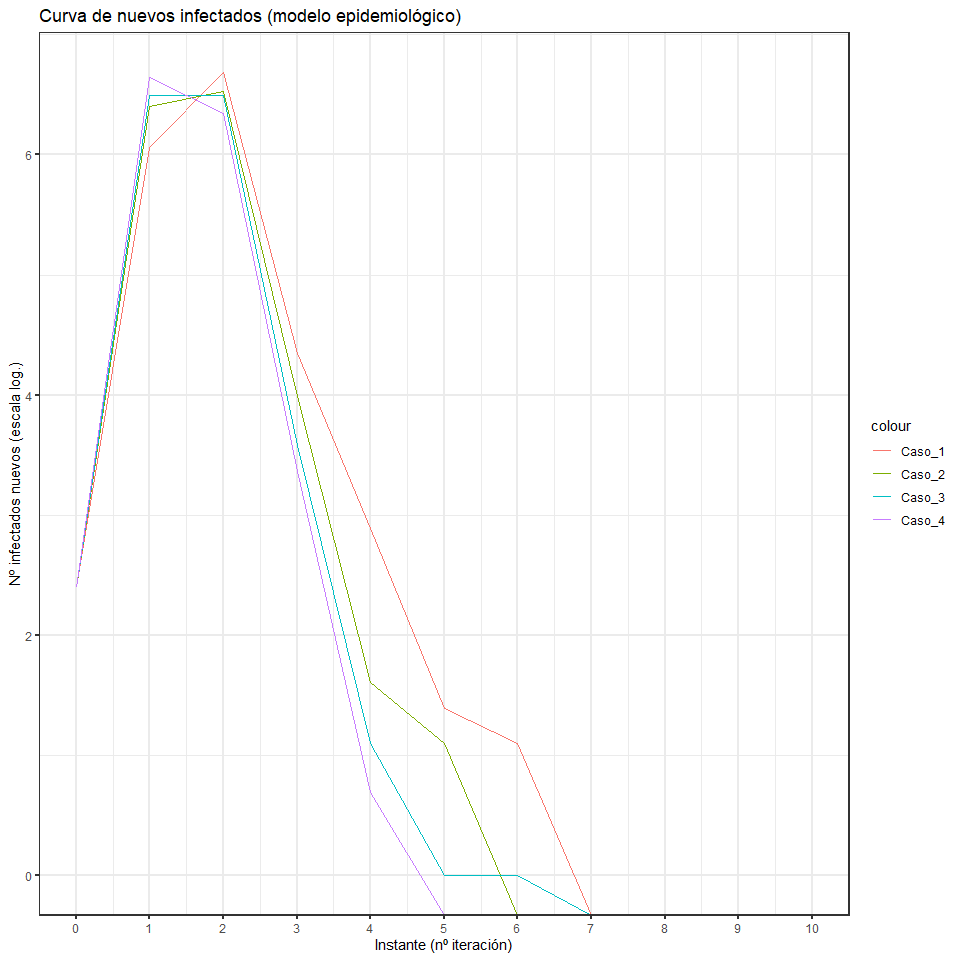 Curva de nuevos infectados (modelo epidemiológico)
Nº infectados nuevos (escala log.)
6
4
2
0
0 1 2 3 4 5 6 7 8 9 10
Instante (nº iteración)
colour
Caso_1
Caso_2
Caso_3
Caso_4